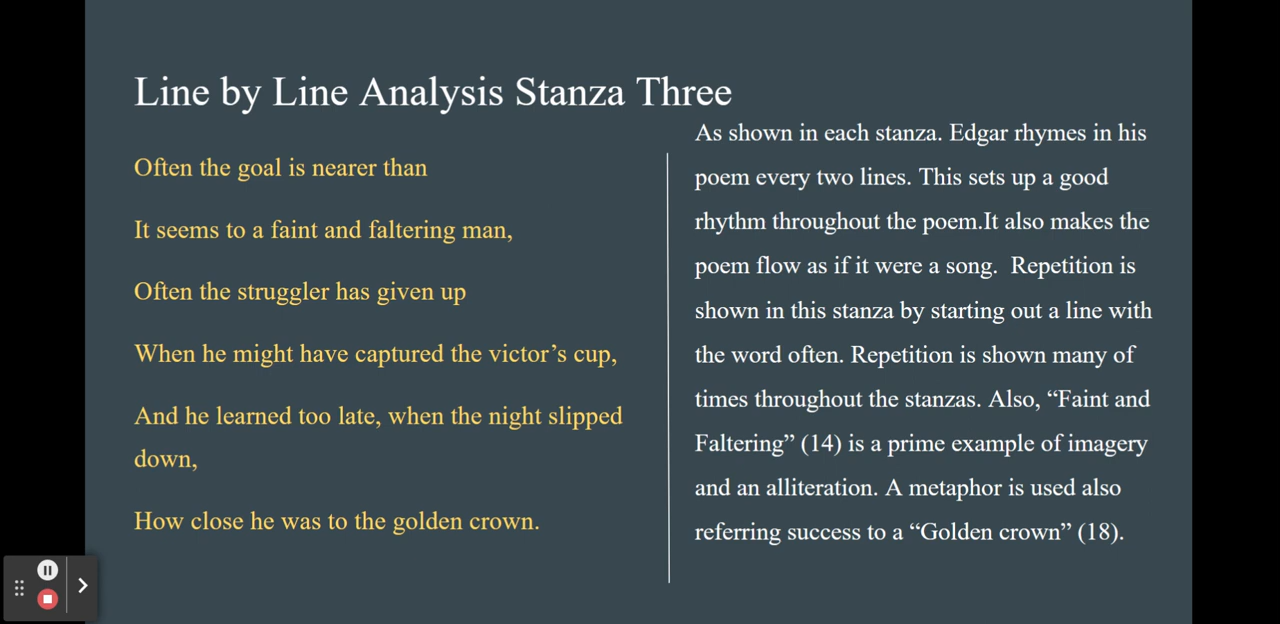 Line by Line Analysis Stanza Three
Often the goal is nearer than
It seems to a faint and faltering man,
Often the struggler has given up
When he might have captured the victor’s cup,
And he learned too late, when the night slipped
down,
How close he was to the golden crown.
As shown in each stanza. Edgar rhymes in his
poem every two lines. This sets up a good
rhythm throughout the poem.It also makes the
poem flow as if it were a song.  Repetition is
shown in this stanza by starting out a line with
the word often. Repetition is shown many of
times throughout the stanzas. Also, “Faint and
Faltering” (14) is a prime example of imagery
and an alliteration. A metaphor is used also
referring success to a “Golden crown” (18).